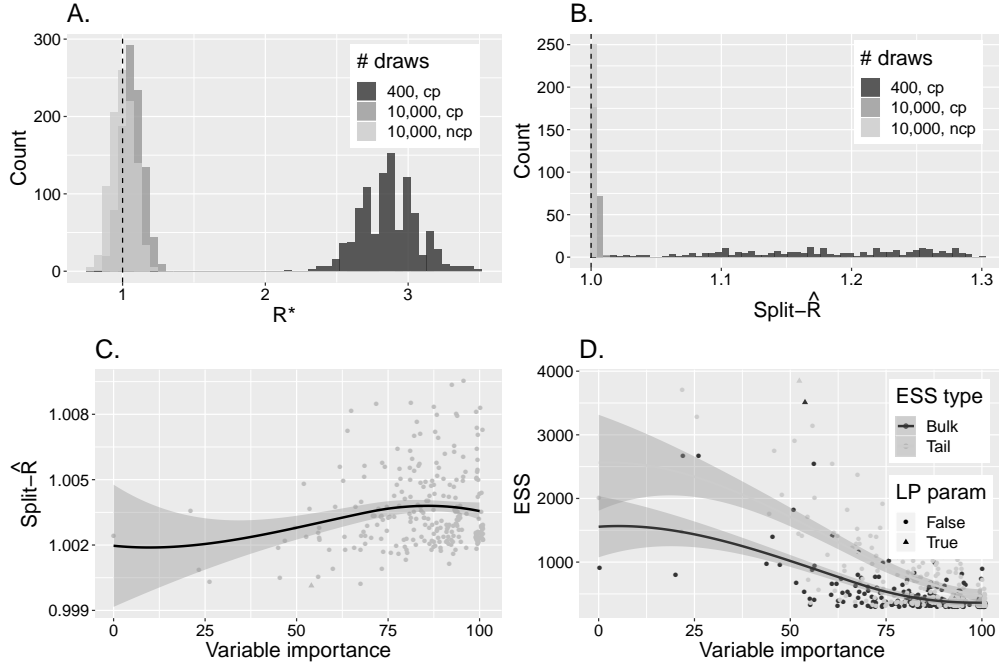 A.
300
200
100
0
Count
1
2
3
R*
# draws
400, cp
10,000, cp
10,000, ncp
B.
250
200
150
100
50
0
Count
1.0
1.1
1.2
1.3
Split−R̂
# draws
400, cp
10,000, cp
10,000, ncp
C.
1.008
1.005
1.002
0.999
Split−R̂
0
25
50
75
100
Variable importance
D.
4000
3000
2000
1000
ESS
0
25
50
75
100
Variable importance
ESS type
Bulk
Tail
LP param
False
True